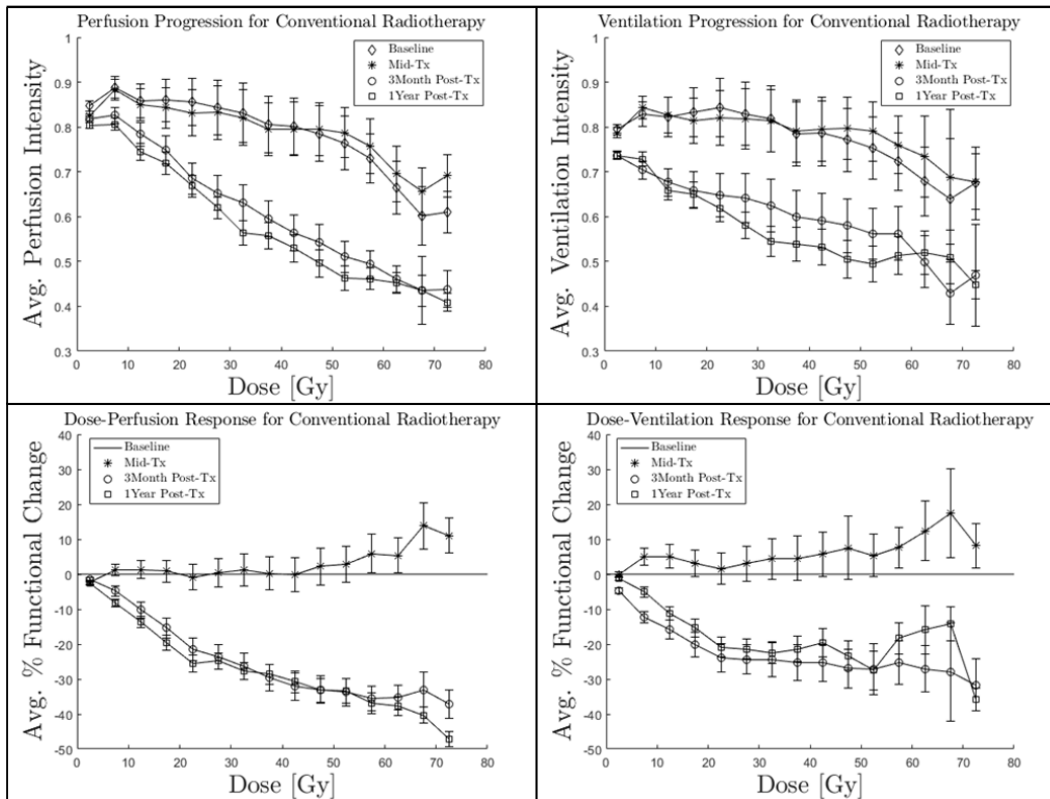 Perfusion Progression for Conventional Radiotherapy
Avg. Perfusion Intensity
1
0.9
0.8
0.7
0.6
0.5
0.4
0.3
Baseline
Mid-Tx
3Month Post-Tx
1Year Post-Tx
0 10 20 30 40 50 60 70 80
Dose [Gy]
Ventilation Progression for Conventional Radiotherapy
Avg. Ventilation Intensity
1
0.9
0.8
0.7
0.6
0.5
0.4
0.3
Baseline
Mid-Tx
3Month Post-Tx
1Year Post-Tx
0 10 20 30 40 50 60 70 80
Dose [Gy]
Dose-Perfusion Response for Conventional Radiotherapy
Avg. % Functional Change
40
30
20
10
0
-10
-20
-30
-40
-50
Baseline
Mid-Tx
3Month Post-Tx
1Year Post-Tx
0 10 20 30 40 50 60 70 80
Dose [Gy]
Dose-Ventilation Response for Conventional Radiotherapy
Avg. % Functional Change
40
30
20
10
0
-10
-20
-30
-40
-50
Baseline
Mid-Tx
3Month Post-Tx
1Year Post-Tx
0 10 20 30 40 50 60 70 80
Dose [Gy]